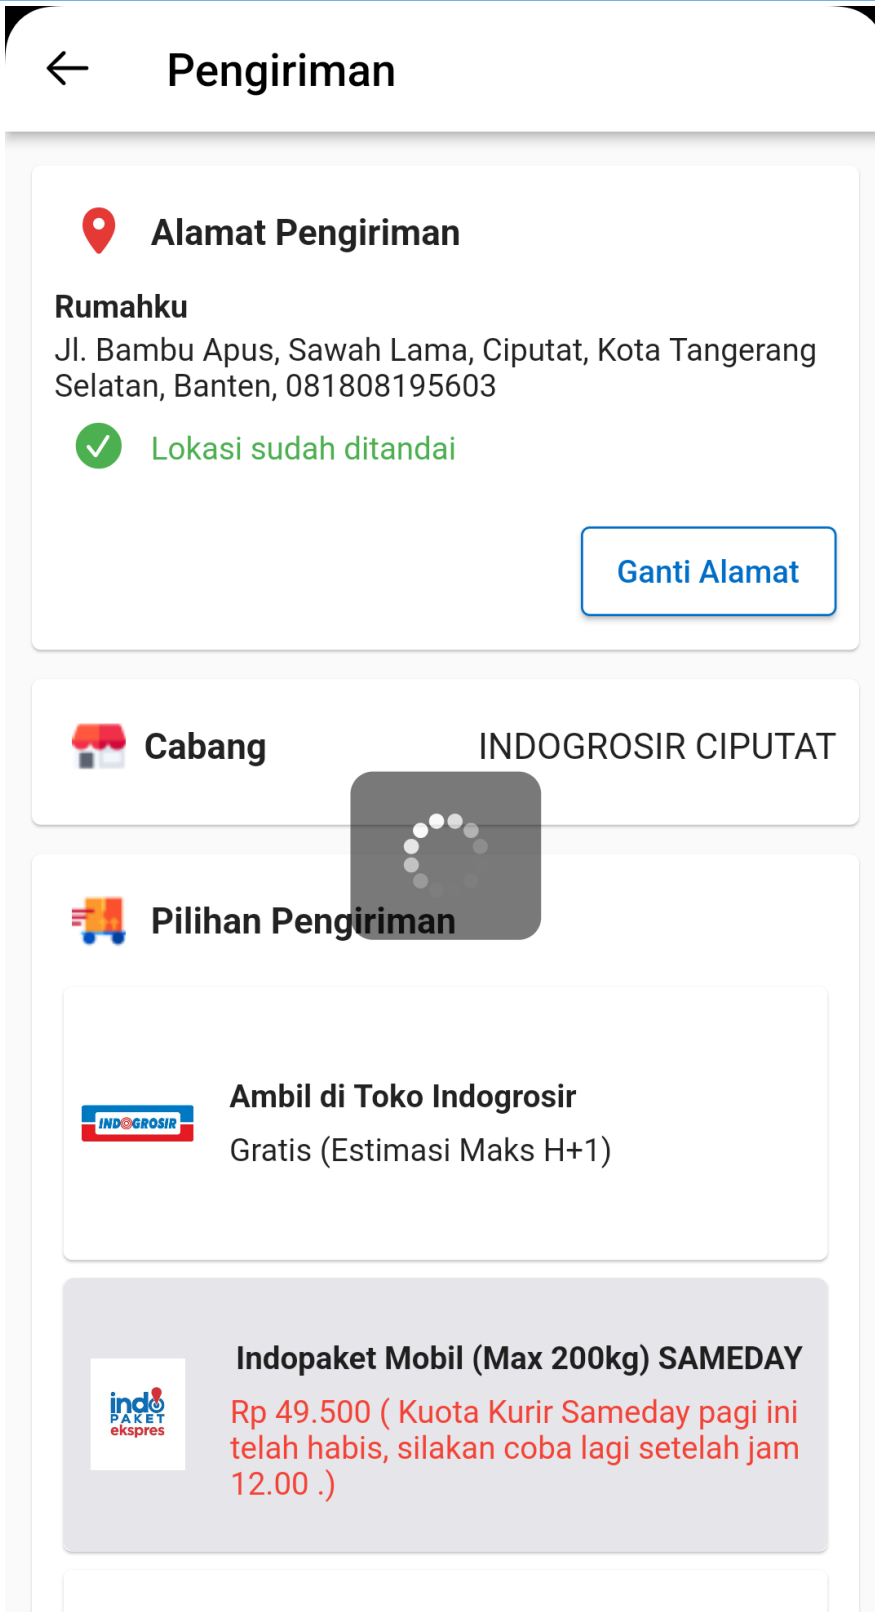 Pengiriman
Alamat Pengiriman
Rumahku
Jl. Bambu Apus, Sawah Lama, Ciputat, Kota Tangerang
Selatan, Banten, 081808195603
Lokasi sudah ditandai
Ganti Alamat
Cabang INDOGROSIR CIPUTAT
Pilihan Pengiriman
INDOGROSIR
Ambil di Toko Indogrosir
Gratis (Estimasi Maks H+1)
indo
PAKET
ekspres
Indopaket Mobil (Max 200kg) SAMEDAY
Rp 49.500 ( Kuota Kurir Sameday pagi ini
telah habis, silakan coba lagi setelah jam
12.00 .)